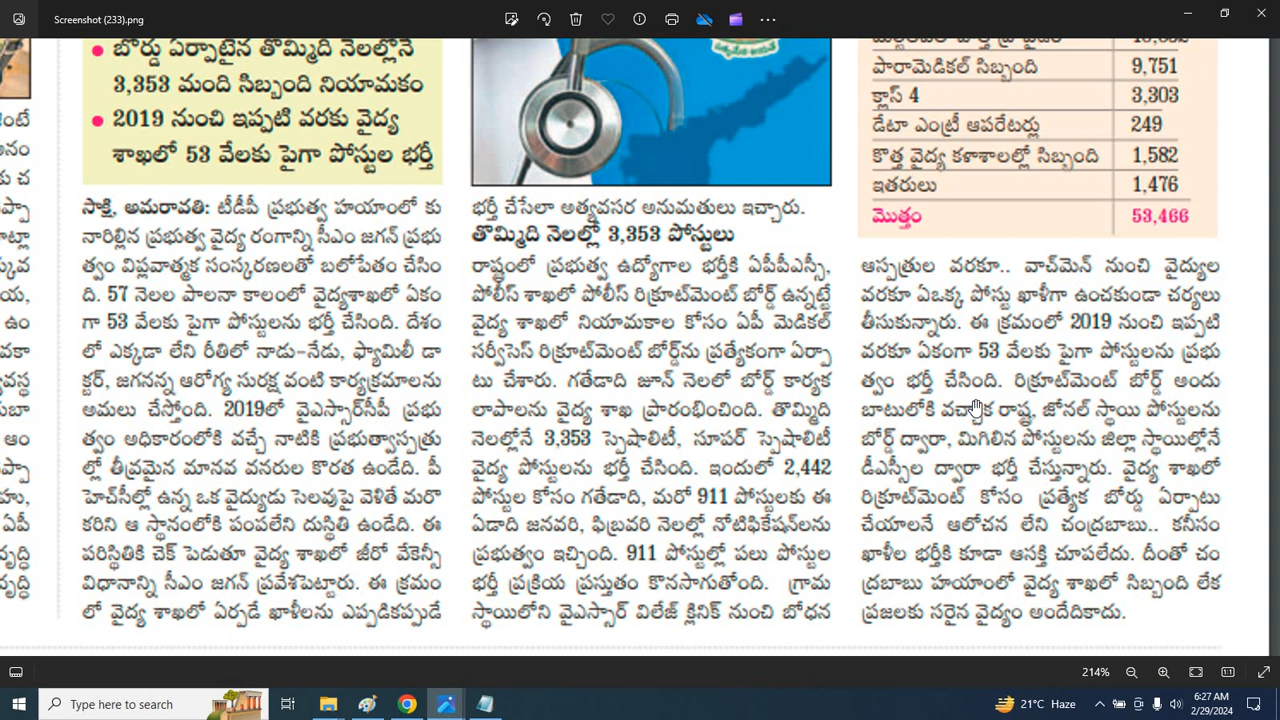 Screenshot (233).png
బోర్డు ఏర్పాటైన తొమ్మిది నెలల్లోనే
3,353 మంది సిబ్బంది నియామకం
2019 నుంచి ఇప్పటి వరకు వైద్య
శాఖలో 53 వేలకు పైగా పోస్టుల భర్తీ
సాక్షి, అమరావతి: టీడీపీ ప్రభుత్వ హయాంలో కు
నారిల్లిన ప్రభుత్వ వైద్య రంగాన్ని సీఎం జగన్ ప్రభు
త్వం విప్లవాత్మక సంస్కరణలతో బలోపేతం చేసిం
ది. 57 నెలల పాలనా కాలంలో వైద్యశాఖలో ఏకం
గా 53 వేలకు పైగా పోస్టులను భర్తీ చేసింది. దేశం
లో ఎక్కడా లేని రీతిలో నాడు–నేడు, ఫ్యామిలీ డా
క్టర్, జగనన్న ఆరోగ్య సురక్ష వంటి కార్యక్రమాలను
అమలు చేస్తోంది. 2019లో వైఎస్సార్‌సీపీ ప్రభు
త్వం అధికారంలోకి వచ్చే నాటికి ప్రభుత్వాస్పత్రు
ల్లో తీవ్రమైన మానవ వనరుల కొరత ఉండేది. పీ
హెచ్‌సీల్లో ఉన్న ఒక వైద్యుడు సెలవుపై వెళితే మరొ
కరిని ఆ స్థానంలోకి పంపలేని దుస్థితి ఉండేది. ఈ
పరిస్థితికి చెక్ పెడుతూ వైద్య శాఖలో జీరో వేకెన్సీ
విధానాన్ని సీఎం జగన్ ప్రవేశపెట్టారు. ఈ క్రమం
లో వైద్య శాఖలో ఏర్పడే ఖాళీలను ఎప్పడికప్పుడే
భర్తీ చేసేలా అత్యవసర అనుమతులు ఇచ్చారు.
తొమ్మిది నెలల్లో 3,353 పోస్టులు
రాష్ట్రంలో ప్రభుత్వ ఉద్యోగాల భర్తీకి ఏపీపీఎస్సీ,
పోలీస్ శాఖలో పోలీస్ రిక్రూట్‌మెంట్ బోర్డ్ ఉన్నట్టే
వైద్య శాఖలో నియామకాల కోసం ఏపీ మెడికల్
సర్వీసెస్ రిక్రూట్‌మెంట్ బోర్డ్‌ను ప్రత్యేకంగా ఏర్పా
టు చేశారు. గతేడాది జూన్ నెలలో బోర్డ్ కార్యక
లాపాలను వైద్య శాఖ ప్రారంభించింది. తొమ్మిది
నెలల్లోనే 3,353 స్పెషాలిటీ, సూపర్ స్పెషాలిటీ
వైద్య పోస్టులను భర్తీ చేసింది. ఇందులో 2,442
పోస్టుల కోసం గతేడాది, మరో 911 పోస్టులకు ఈ
ఏడాది జనవరి, ఫిబ్రవరి నెలల్లో నోటిఫికేషన్‌లను
ప్రభుత్వం ఇచ్చింది. 911 పోస్టుల్లో పలు పోస్టుల
భర్తీ ప్రక్రియ ప్రస్తుతం కొనసాగుతోంది. గ్రామ
స్థాయిలోని వైఎస్సార్ విలేజ్ క్లినిక్ నుంచి బోధన
పారామెడికల్ సిబ్బంది 9,751
క్లాస్ 4 3,303
డేటా ఎంట్రీ ఆపరేటర్లు 249
కొత్త వైద్య కళాశాలల్లో సిబ్బంది 1,582
ఇతరులు 1,476
మొత్తం 53,466
ఆస్పత్రుల వరకూ.. వాచ్‌మెన్ నుంచి వైద్యుల
వరకూ ఏఒక్క పోస్టు ఖాళీగా ఉంచకుండా చర్యలు
తీసుకున్నారు. ఈ క్రమంలో 2019 నుంచి ఇప్పటి
వరకూ ఏకంగా 53 వేలకు పైగా పోస్టులను ప్రభు
త్వం భర్తీ చేసింది. రిక్రూట్‌మెంట్ బోర్డ్ అందు
బాటులోకి వచ్చాక రాష్ట్ర, జోనల్ స్థాయి పోస్టులను
బోర్డ్ ద్వారా, మిగిలిన పోస్టులను జిల్లా స్థాయిల్లోనే
డీఎస్సీల ద్వారా భర్తీ చేస్తున్నారు. వైద్య శాఖలో
రిక్రూట్‌మెంట్ కోసం ప్రత్యేక బోర్డు ఏర్పాటు
చేయాలనే ఆలోచన లేని చంద్రబాబు.. కనీసం
ఖాళీల భర్తీకి కూడా ఆసక్తి చూపలేదు. దీంతో చం
ద్రబాబు హయాంలో వైద్య శాఖలో సిబ్బంది లేక
ప్రజలకు సరైన వైద్యం అందేదికాదు.
214%
Type here to search
21°C Haze
6:27 AM
2/29/2024